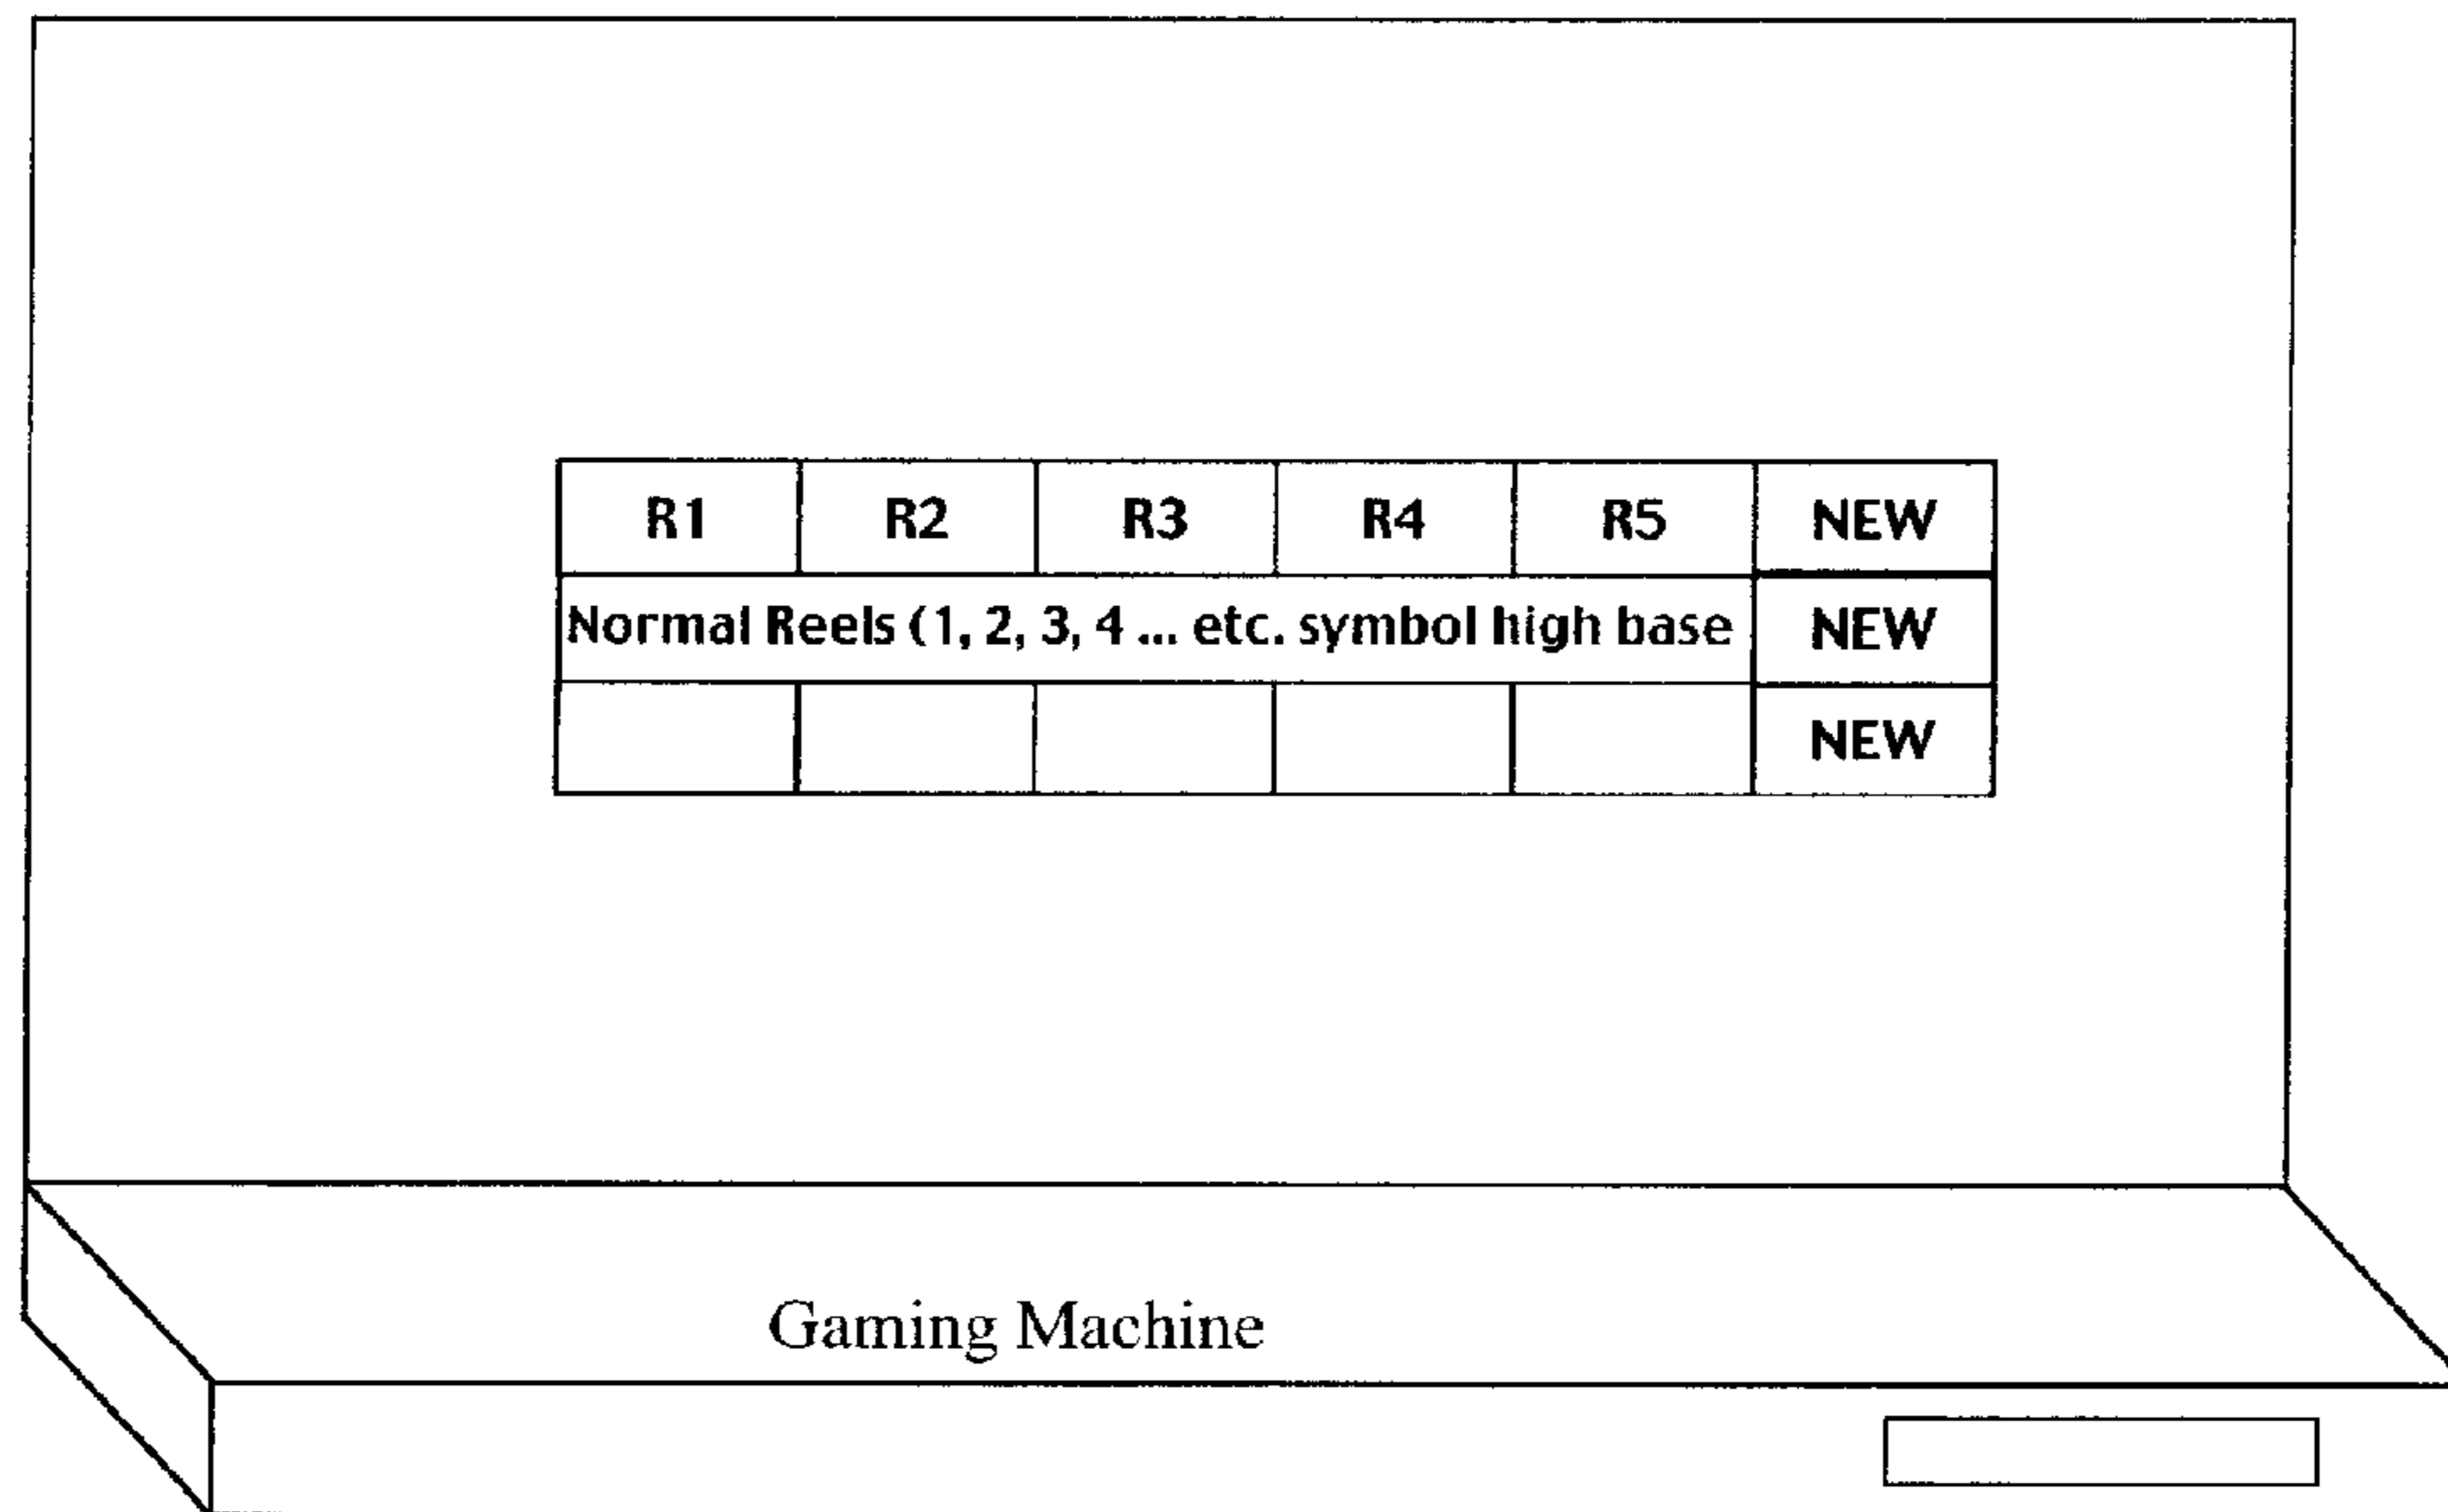 R1 R2 R3 R4 R5 NEW
Normal Reels (1, 2, 3, 4 ... etc. symbol high base NEW
NEW
Gaming Machine